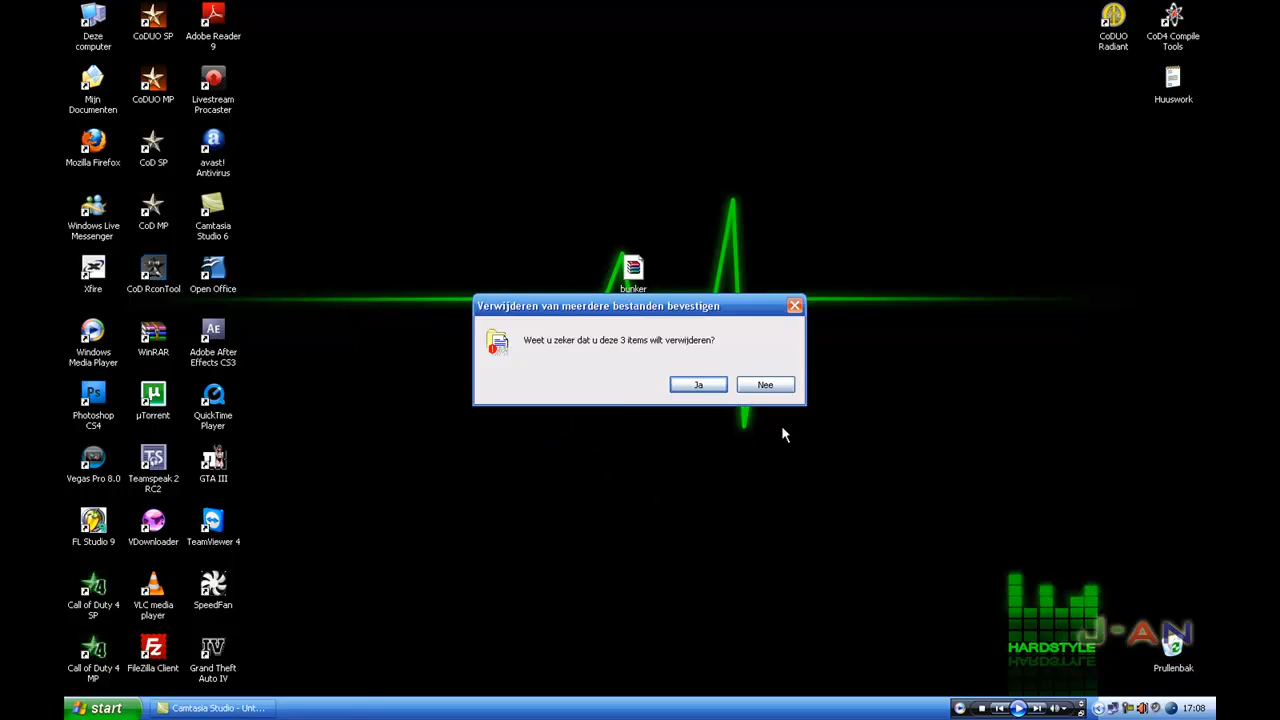 Deze
computer
CoDUO SP
Adobe Reader
9
CoDUO
Radiant
CoD4 Compile
Tools
Mijn
Documenten
CoDUO MP
Livestream
Procaster
Huuswork
Mozilla Firefox
CoD SP
avast!
Antivirus
Windows Live
Messenger
CoD MP
Camtasia
Studio 6
Xfire
CoD RconTool
Open Office
bunker
Verwijderen van meerdere bestanden bevestigen
Weet u zeker dat u deze 3 items wilt verwijderen?
Ja
Nee
Windows
Media Player
WinRAR
Adobe After
Effects CS3
Photoshop
CS4
µTorrent
QuickTime
Player
Vegas Pro 8.0
Teamspeak 2
RC2
GTA III
FL Studio 9
VDownloader
TeamViewer 4
Call of Duty 4
SP
VLC media
player
SpeedFan
Call of Duty 4
MP
FileZilla Client
Grand Theft
Auto IV
J-AN
HARDSTYLE
Prullenbak
start
Camtasia Studio - Unt...
17:08